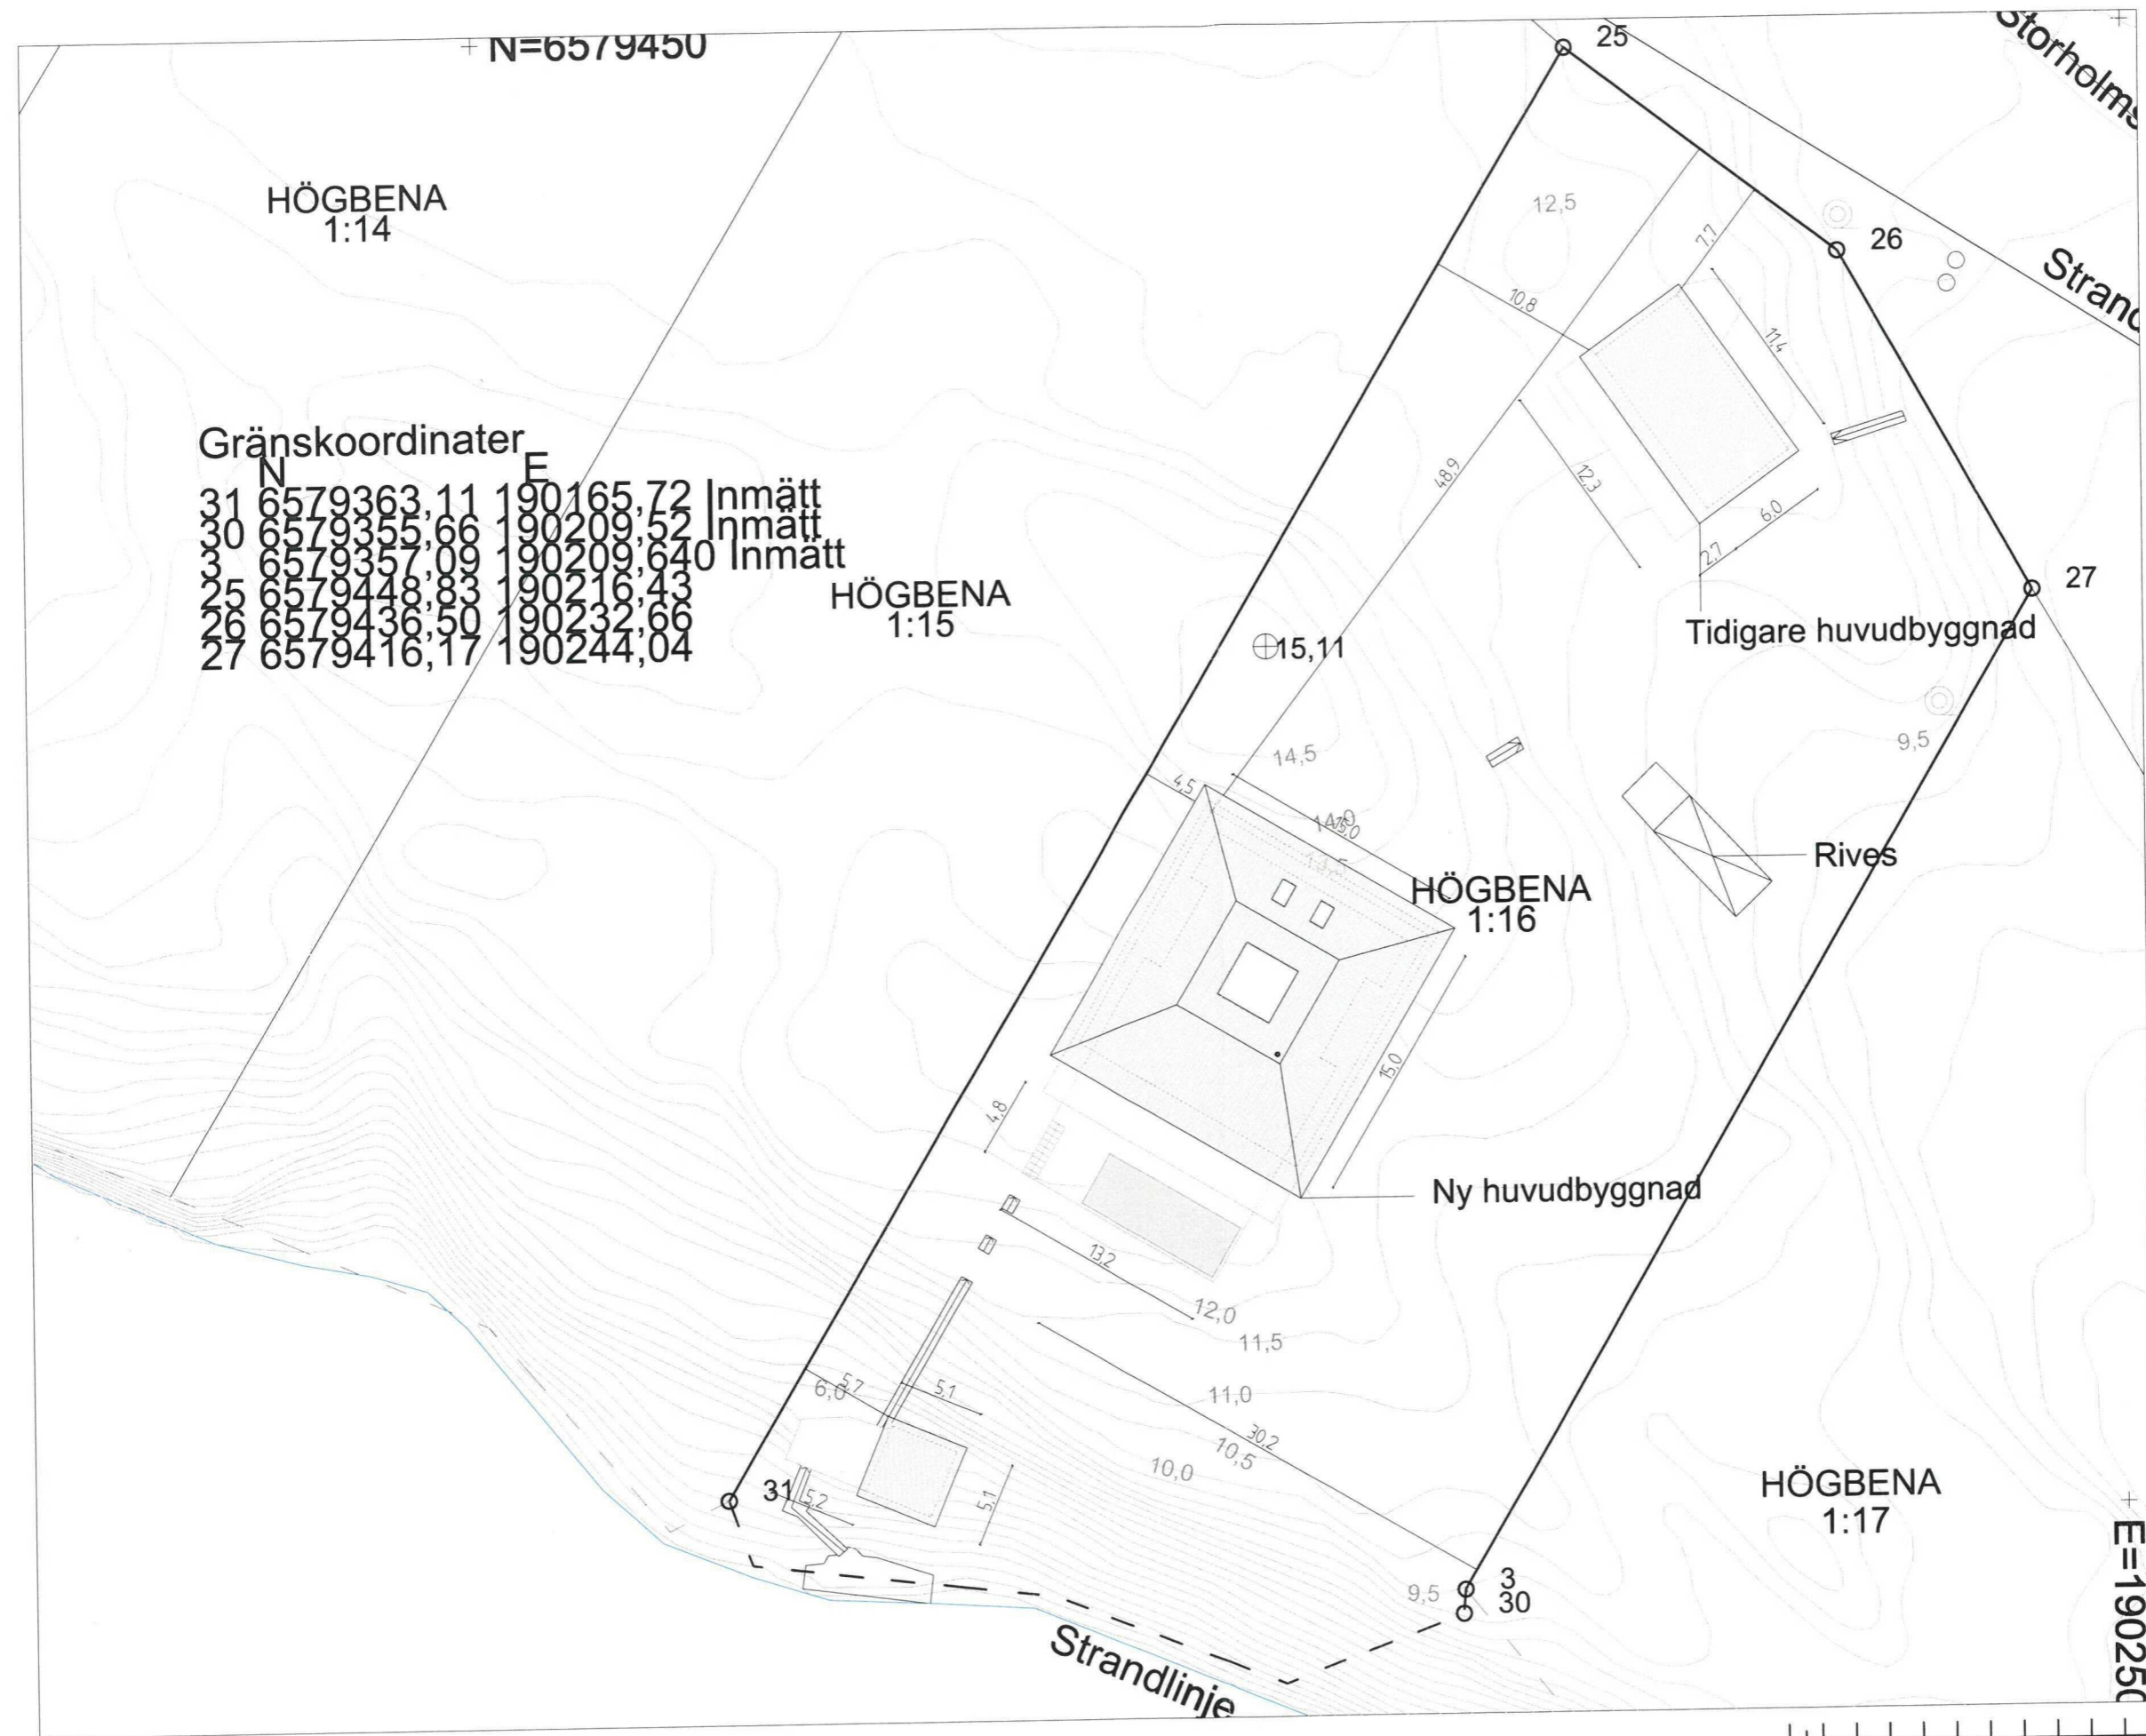 N=6579450
25
Storholms
HÖGBENA
1:14
12,5
7,7
26
Strand
10,8
11,4
Gränskoordinater
N E
31 6579363,11 190165,72 Inmätt
30 6579355,66 190209,52 Inmätt
3 6579357,09 190209,640 Inmätt
25 6579448,83 190216,43
26 6579436,50 190232,66
27 6579416,17 190244,04
48,9
12,3
6,0
2,7
27
HÖGBENA
1:15
Tidigare huvudbyggnad
15,11
9,5
14,5
4,5
14,0
15,0
Rives
HÖGBENA
1:16
15,0
4,8
Ny huvudbyggnad
13,2
12,0
11,5
5,7
6,0
5,1
11,0
30,2
10,5
10,0
31
5,2
5,1
HÖGBENA
1:17
9,5
3
30
Strandlinje
E=190250